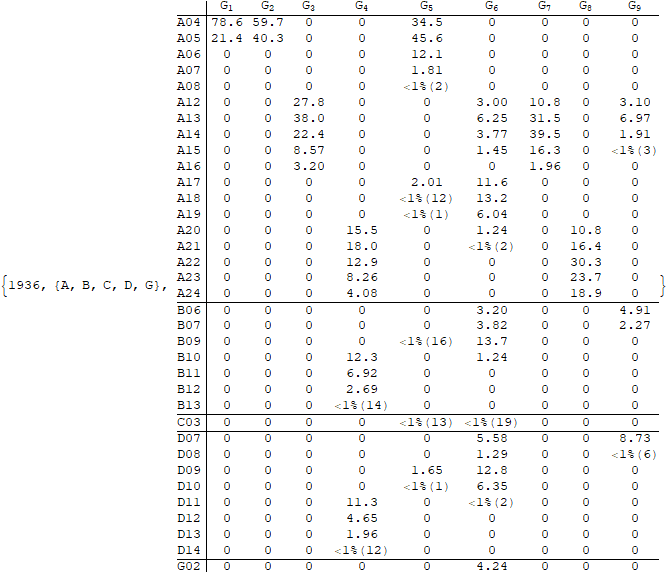 G1 G2 G3 G4 G5 G6 G7 G8 G9
A04 78.6 59.7 0 0 34.5 0 0 0 0
A05 21.4 40.3 0 0 45.6 0 0 0 0
A06 0 0 0 0 12.1 0 0 0 0
A07 0 0 0 0 1.81 0 0 0 0
A08 0 0 0 0 <1%(2) 0 0 0 0
A12 0 0 27.8 0 0 3.00 10.8 0 3.10
A13 0 0 38.0 0 0 6.25 31.5 0 6.97
A14 0 0 22.4 0 0 3.77 39.5 0 1.91
A15 0 0 8.57 0 0 1.45 16.3 0 <1%(3)
A16 0 0 3.20 0 0 0 1.96 0 0
A17 0 0 0 0 2.01 11.6 0 0 0
A18 0 0 0 0 <1%(12) 13.2 0 0 0
A19 0 0 0 0 <1%(1) 6.04 0 0 0
A20 0 0 0 15.5 0 1.24 0 10.8 0
A21 0 0 0 18.0 0 <1%(2) 0 16.4 0
A22 0 0 0 12.9 0 0 0 30.3 0
A23 0 0 0 8.26 0 0 0 23.7 0
{1936, {A, B, C, D, G}, A24 0 0 0 4.08 0 0 0 18.9 0 }
B06 0 0 0 0 0 3.20 0 0 4.91
B07 0 0 0 0 0 3.82 0 0 2.27
B09 0 0 0 0 <1%(16) 13.7 0 0 0
B10 0 0 0 12.3 0 1.24 0 0 0
B11 0 0 0 6.92 0 0 0 0 0
B12 0 0 0 2.69 0 0 0 0 0
B13 0 0 0 <1%(14) 0 0 0 0 0
C03 0 0 0 0 <1%(13) <1%(19) 0 0 0
D07 0 0 0 0 0 5.58 0 0 8.73
D08 0 0 0 0 0 1.29 0 0 <1%(6)
D09 0 0 0 0 1.65 12.8 0 0 0
D10 0 0 0 0 <1%(1) 6.35 0 0 0
D11 0 0 0 11.3 0 <1%(2) 0 0 0
D12 0 0 0 4.65 0 0 0 0 0
D13 0 0 0 1.96 0 0 0 0 0
D14 0 0 0 <1%(12) 0 0 0 0 0
G02 0 0 0 0 0 4.24 0 0 0